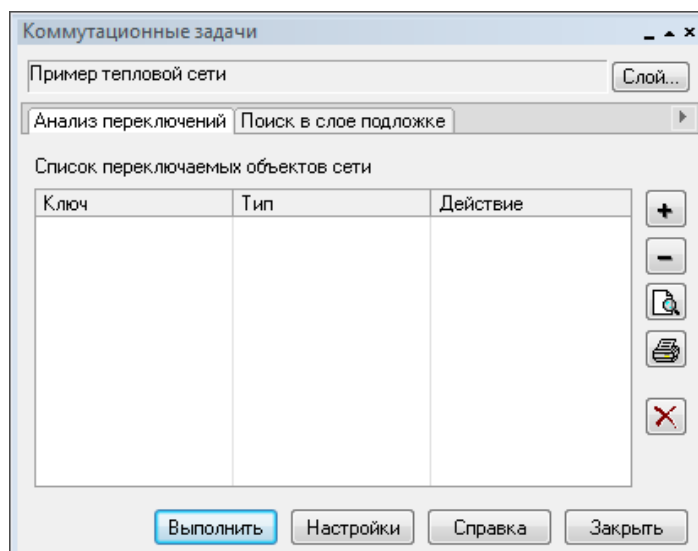 Коммутационные задачи
Пример тепловой сети Слой...
Анализ переключений Поиск в слое подложке
Список переключаемых объектов сети
Ключ Тип Действие
Выполнить Настройки Справка Закрыть